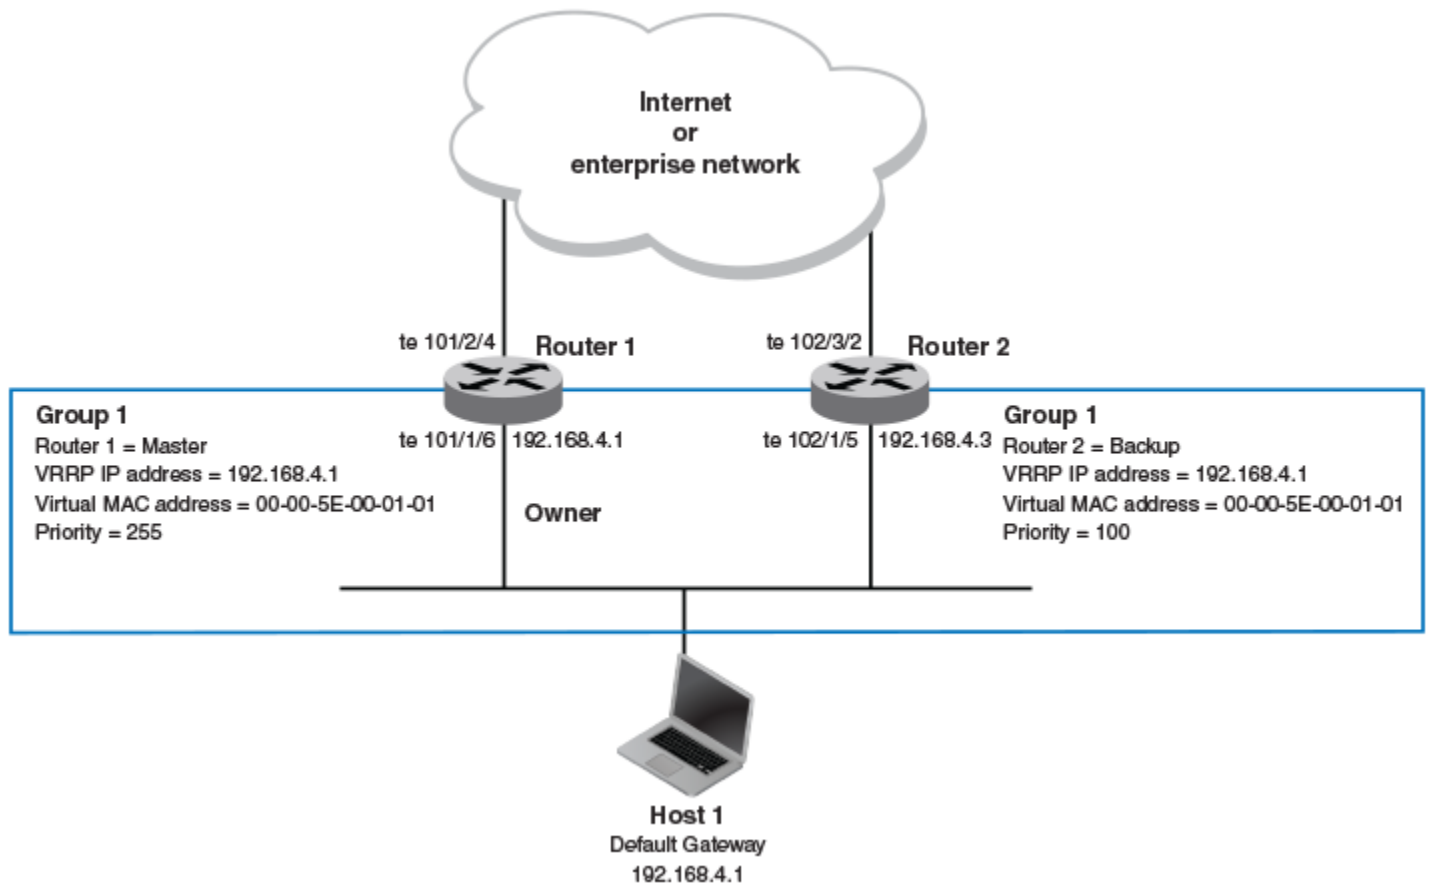 Internet
or
enterprise network
te 101/2/4
Router 1
te 102/3/2
Router 2
Group 1
Router 1 = Master
VRRP IP address = 192.168.4.1
Virtual MAC address = 00-00-5E-00-01-01
Priority = 255
te 101/1/6
192.168.4.1
Owner
te 102/1/5
192.168.4.3
Group 1
Router 2 = Backup
VRRP IP address = 192.168.4.1
Virtual MAC address = 00-00-5E-00-01-01
Priority = 100
Host 1
Default Gateway
192.168.4.1